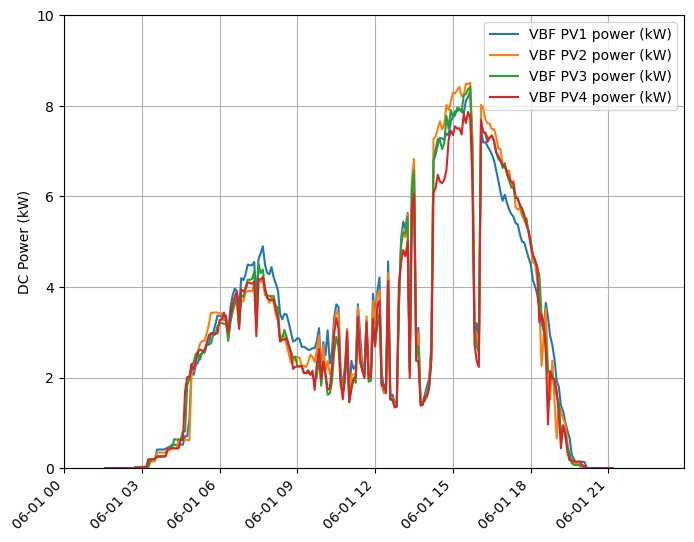 10
8
6
4
2
0
DC Power (kW)
VBF PV1 power (kW)
VBF PV2 power (kW)
VBF PV3 power (kW)
VBF PV4 power (kW)
06-01 00
06-01 03
06-01 06
06-01 09
06-01 12
06-01 15
06-01 18
06-01 21